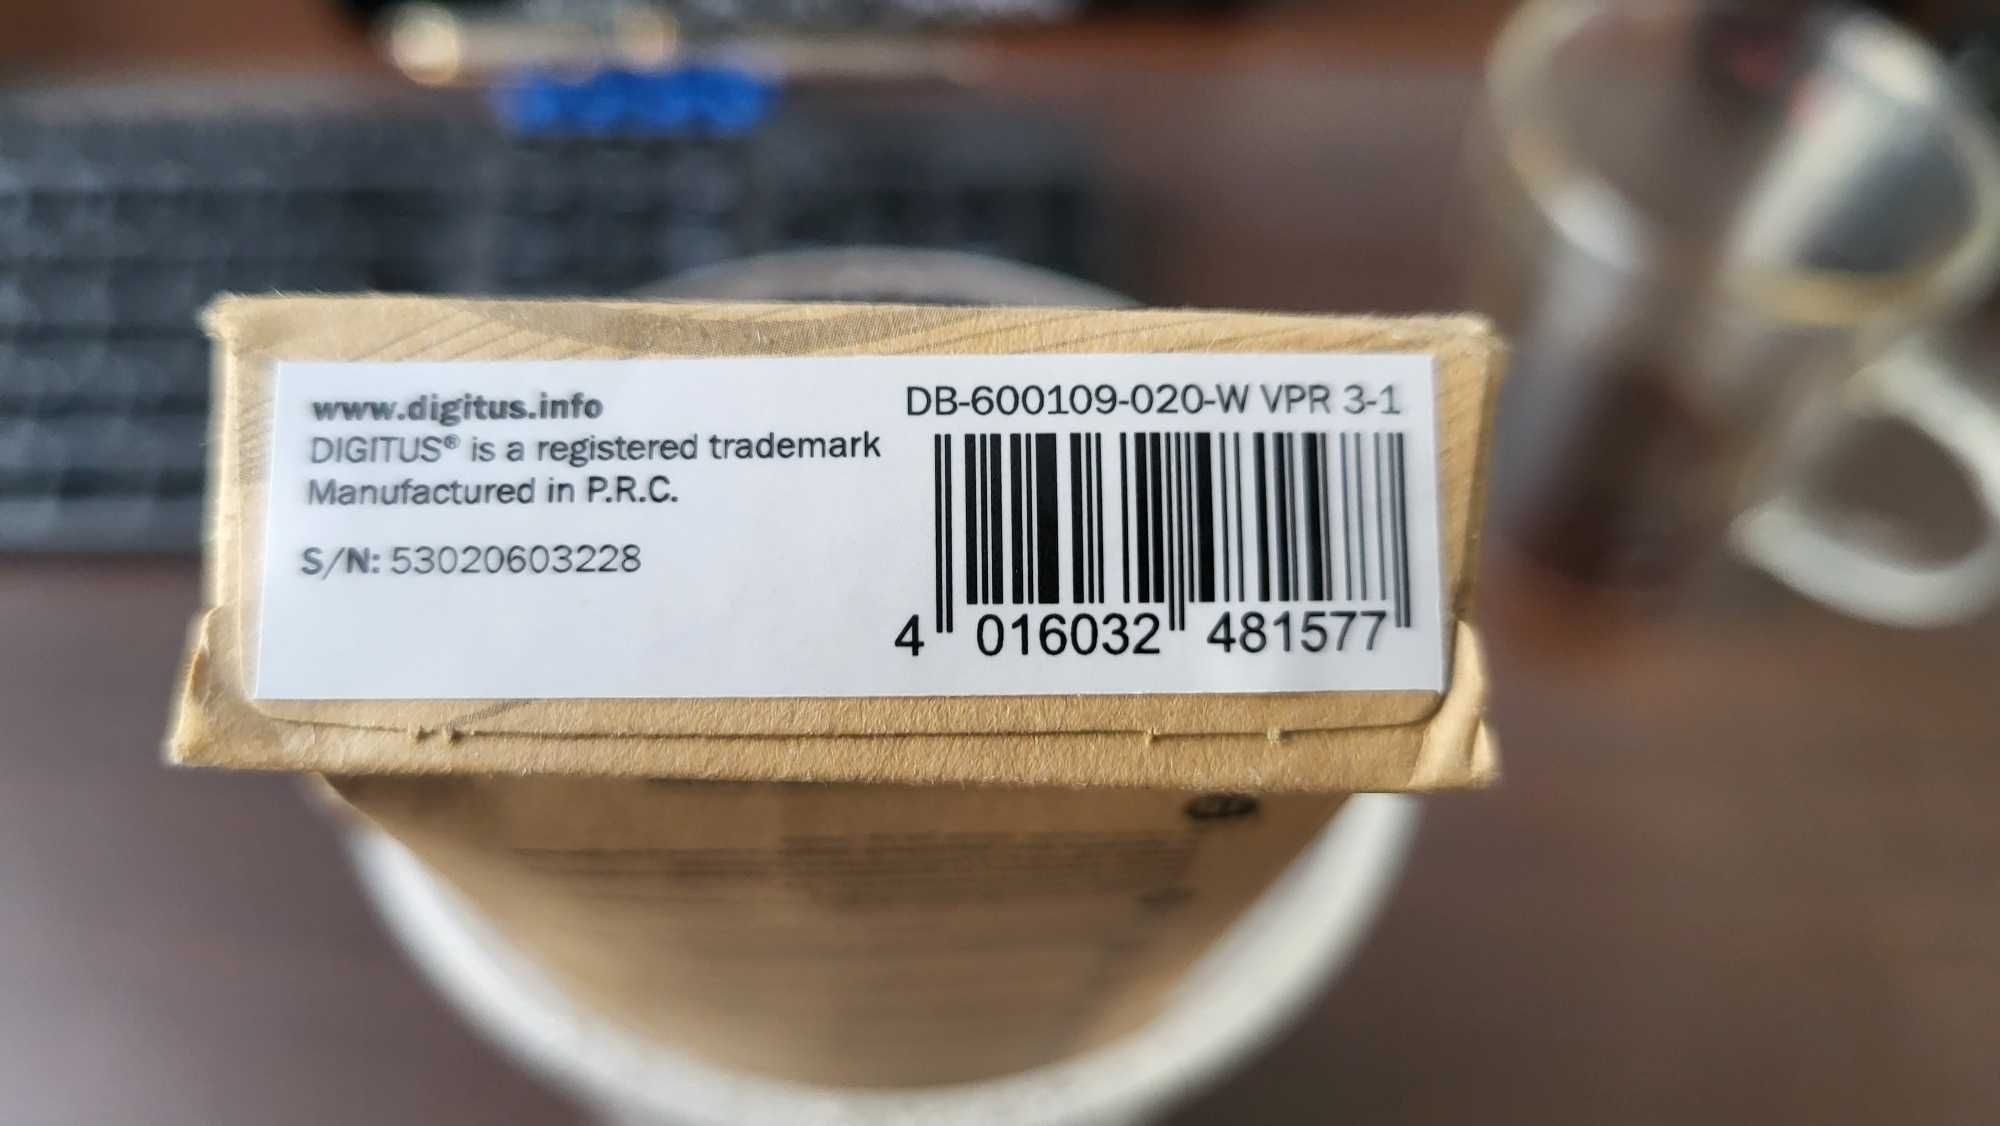 www.digitus.info
DIGITUS® is a registered trademark
Manufactured in P.R.C.
S/N: 53020603228
DB-600109-020-W VPR 3-1
4 016032 481577